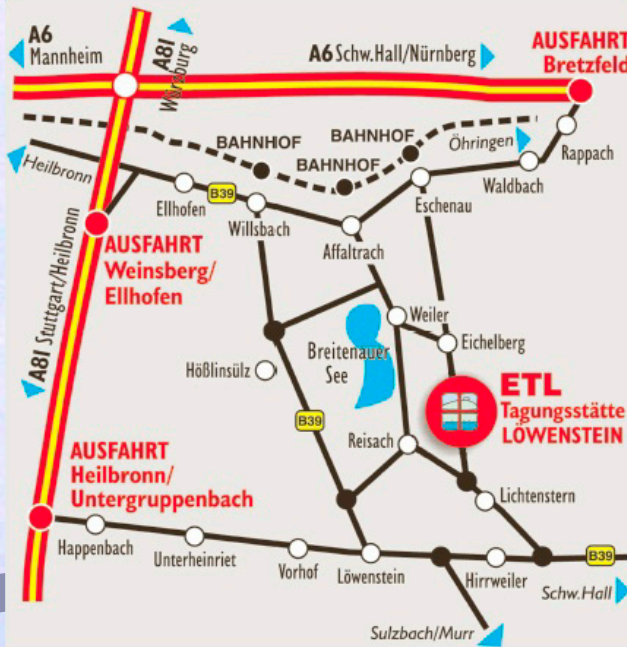 A6
Mannheim
A8I
Würzburg
A6 Schw.Hall/Nürnberg
AUSFAHRT
Bretzfeld
BAHNHOF
BAHNHOF
BAHNHOF
Öhringen
Rappach
Heilbronn
Waldbach
Ellhofen
B39
Willsbach
Eschenau
Affaltrach
AUSFAHRT
Weinsberg/
Ellhofen
A8I Stuttgart/Heilbronn
Weiler
Eichelberg
Breitenauer
See
Hößlinsülz
ETL
Tagungsstätte
LÖWENSTEIN
B39
Reisach
AUSFAHRT
Heilbronn/
Untergruppenbach
Lichtenstern
Happenbach
Unterheinriet
Vorhof
Löwenstein
Hirrweiler
B39
Schw.Hall
Sulzbach/Murr